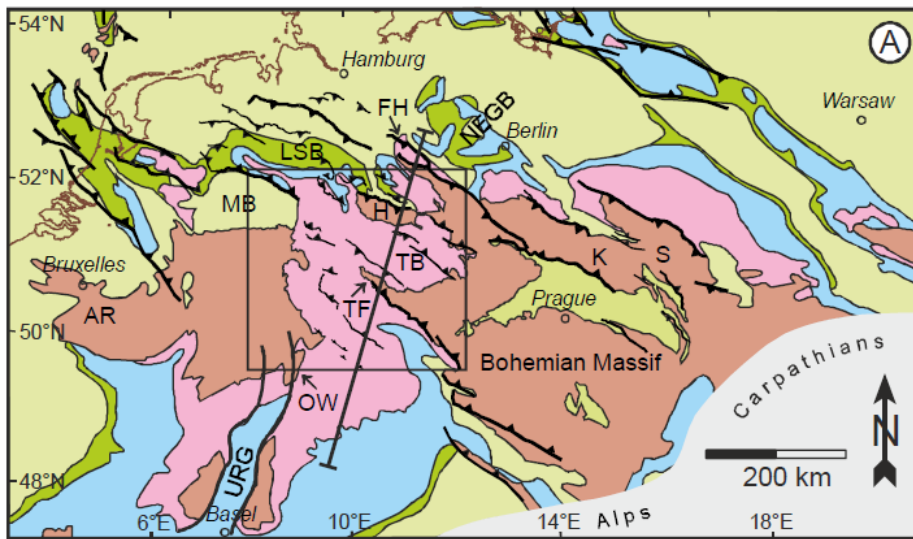 54°N
A
Hamburg
FH
NEGB
Warsaw
Berlin
LSB
52°N
MB
H
TB
K
S
Bruxelles
Prague
AR
TF
50°N
Bohemian Massif
Carpathians
OW
N
URG
200 km
48°N
Basel
Alps
6°E
10°E
14°E
18°E